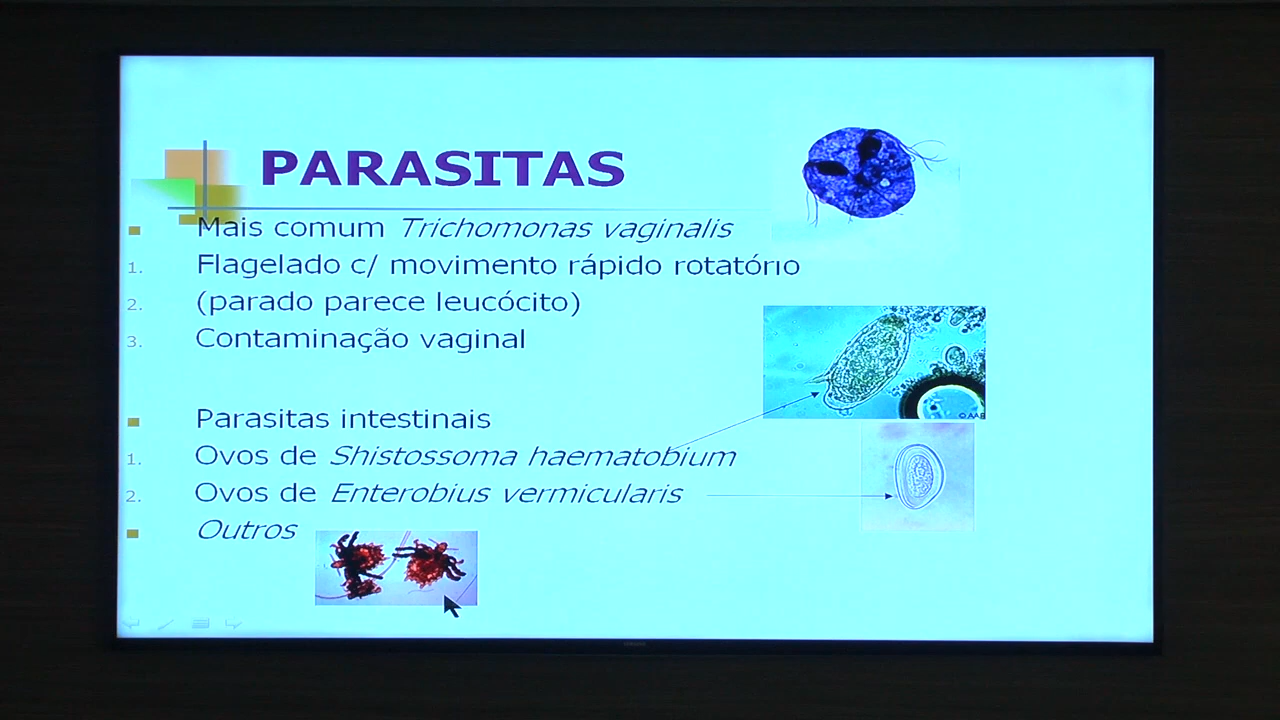 PARASITAS
Mais comum Trichomonas vaginalis
1. Flagelado c/ movimento rápido rotatório
2. (parado parece leucócito)
3. Contaminação vaginal
Parasitas intestinais
1. Ovos de Shistossoma haematobium
2. Ovos de Enterobius vermicularis
Outros